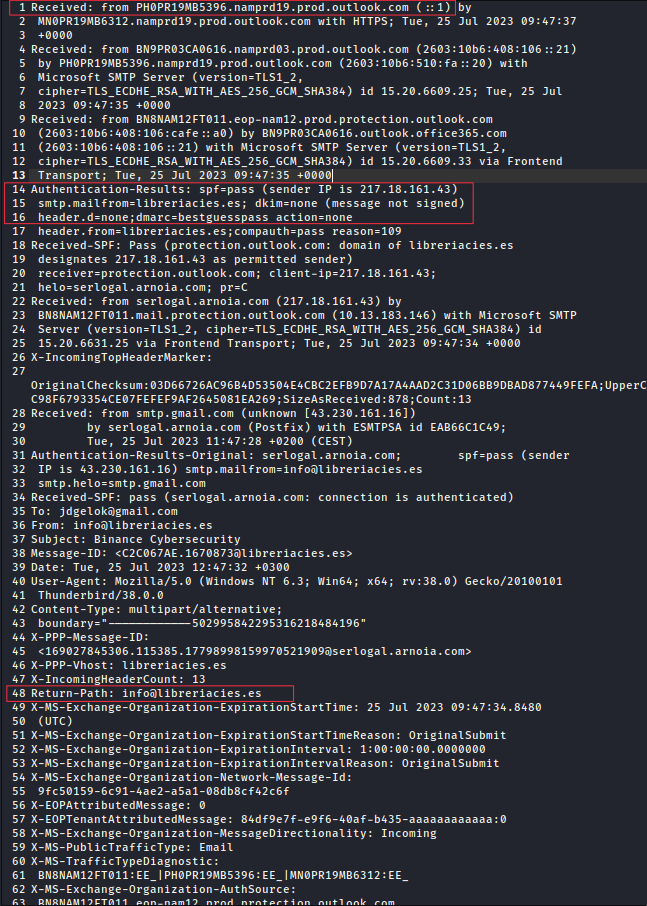 1 Received: from PH0PR19MB5396.namprd19.prod.outlook.com (::1) by
2 MN0PR19MB6312.namprd19.prod.outlook.com with HTTPS; Tue, 25 Jul 2023 09:47:37
3 +0000
4 Received: from BN9PR03CA0616.namprd03.prod.outlook.com (2603:10b6:408:106::21)
5 by PH0PR19MB5396.namprd19.prod.outlook.com (2603:10b6:510:fa::20) with
6 Microsoft SMTP Server (version=TLS1_2,
7 cipher=TLS_ECDHE_RSA_WITH_AES_256_GCM_SHA384) id 15.20.6609.25; Tue, 25 Jul
8 2023 09:47:35 +0000
9 Received: from BN8NAM12FT011.eop-nam12.prod.protection.outlook.com
10 (2603:10b6:408:106:cafe::a0) by BN9PR03CA0616.outlook.office365.com
11 (2603:10b6:408:106::21) with Microsoft SMTP Server (version=TLS1_2,
12 cipher=TLS_ECDHE_RSA_WITH_AES_256_GCM_SHA384) id 15.20.6609.33 via Frontend
13 Transport; Tue, 25 Jul 2023 09:47:35 +0000
14 Authentication-Results: spf=pass (sender IP is 217.18.161.43)
15 smtp.mailfrom=libreriacies.es; dkim=none (message not signed)
16 header.d=none;dmarc=bestguesspass action=none
17 header.from=libreriacies.es;compauth=pass reason=109
18 Received-SPF: Pass (protection.outlook.com: domain of libreriacies.es
19 designates 217.18.161.43 as permitted sender)
20 receiver=protection.outlook.com; client-ip=217.18.161.43;
21 helo=serlogal.arnoia.com; pr=C
22 Received: from serlogal.arnoia.com (217.18.161.43) by
23 BN8NAM12FT011.mail.protection.outlook.com (10.13.183.146) with Microsoft SMTP
24 Server (version=TLS1_2, cipher=TLS_ECDHE_RSA_WITH_AES_256_GCM_SHA384) id
25 15.20.6631.25 via Frontend Transport; Tue, 25 Jul 2023 09:47:34 +0000
26 X-IncomingTopHeaderMarker:
27
OriginalChecksum:03D66726AC96B4D53504E4CBC2EFB9D7A17A4AAD2C31D06BB9DBAD877449FEFA;UpperC
C98F6793354CE07FEFEF9AF2645081EA269;SizeAsReceived:878;Count:13
28 Received: from smtp.gmail.com (unknown [43.230.161.16])
29 by serlogal.arnoia.com (Postfix) with ESMTPSA id EAB66C1C49;
30 Tue, 25 Jul 2023 11:47:28 +0200 (CEST)
31 Authentication-Results-Original: serlogal.arnoia.com; spf=pass (sender
32 IP is 43.230.161.16) smtp.mailfrom=info@libreriacies.es
33 smtp.helo=smtp.gmail.com
34 Received-SPF: pass (serlogal.arnoia.com: connection is authenticated)
35 To: jdgelok@gmail.com
36 From: info@libreriacies.es
37 Subject: Binance Cybersecurity
38 Message-ID: <C2C067AE.1670873@libreriacies.es>
39 Date: Tue, 25 Jul 2023 12:47:32 +0300
40 User-Agent: Mozilla/5.0 (Windows NT 6.3; Win64; x64; rv:38.0) Gecko/20100101
41 Thunderbird/38.0.0
42 Content-Type: multipart/alternative;
43 boundary="------------502995842295316218484196"
44 X-PPP-Message-ID:
45 <169027845306.115385.17798998159970521909@serlogal.arnoia.com>
46 X-PPP-Vhost: libreriacies.es
47 X-IncomingHeaderCount: 13
48 Return-Path: info@libreriacies.es
49 X-MS-Exchange-Organization-ExpirationStartTime: 25 Jul 2023 09:47:34.8480
50 (UTC)
51 X-MS-Exchange-Organization-ExpirationStartTimeReason: OriginalSubmit
52 X-MS-Exchange-Organization-ExpirationInterval: 1:00:00:00.0000000
53 X-MS-Exchange-Organization-ExpirationIntervalReason: OriginalSubmit
54 X-MS-Exchange-Organization-Network-Message-Id:
55 9fc50159-6c91-4ae2-a5a1-08db8cf42c6f
56 X-EOPAttributedMessage: 0
57 X-EOPTenantAttributedMessage: 84df9e7f-e9f6-40af-b435-aaaaaaaaaaaa:0
58 X-MS-Exchange-Organization-MessageDirectionality: Incoming
59 X-MS-PublicTrafficType: Email
60 X-MS-TrafficTypeDiagnostic:
61 BN8NAM12FT011:EE_|PH0PR19MB5396:EE_|MN0PR19MB6312:EE_
62 X-MS-Exchange-Organization-AuthSource:
63 BN8NAM12FT011.eop-nam12.prod.protection.outlook.com